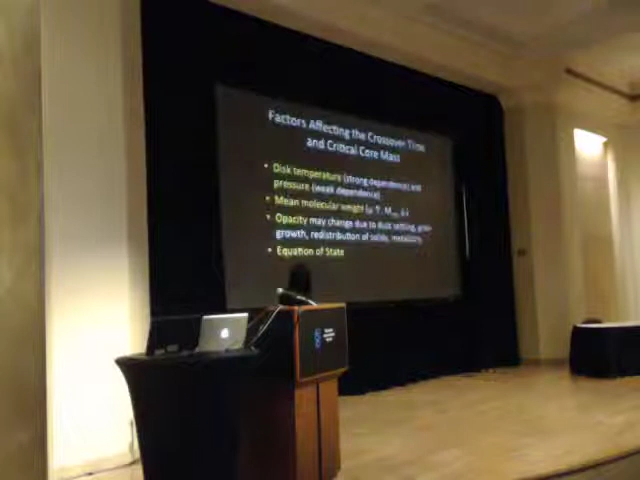 Factors Affecting the Crossover Time
and Critical Core Mass
• Disk temperature (strong dependence) and
pressure (weak dependence)
• Mean molecular weight
• Opacity may change due to dust settling, grain
growth, redistribution of solids, metallicity
• Equation of State